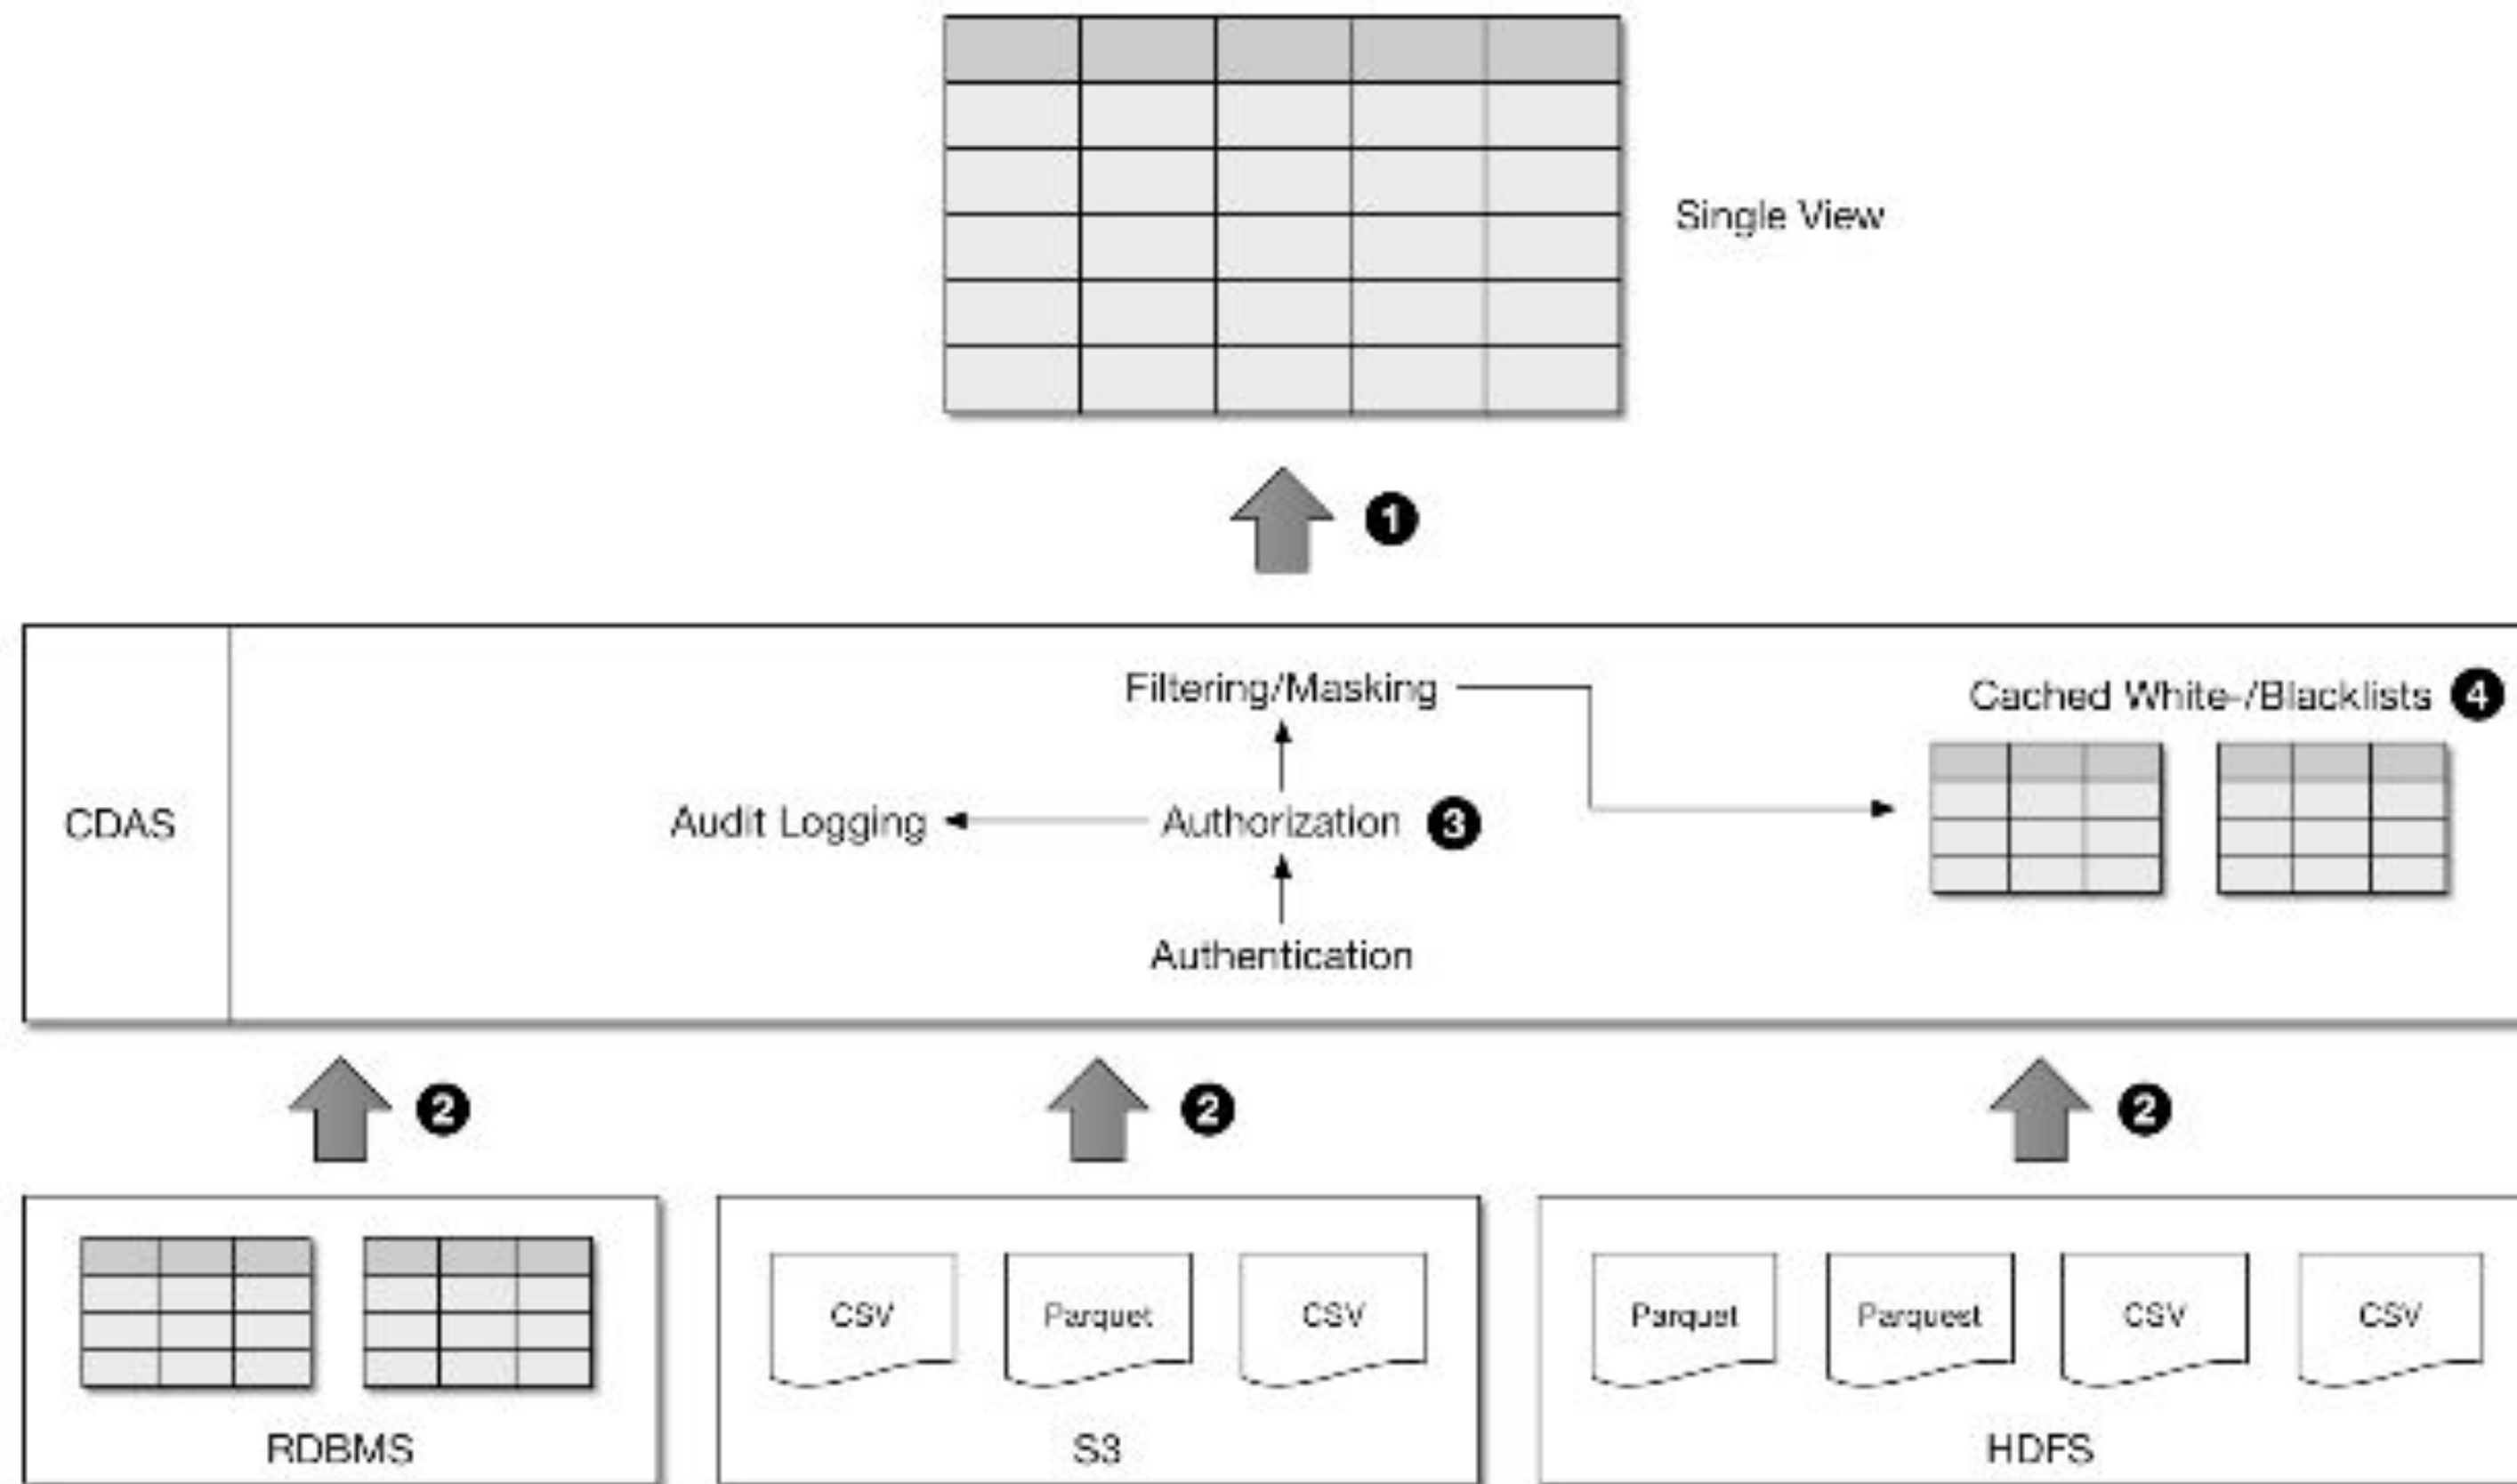 Single View
1
Filtering/Masking
Cached White-/Blacklists 4
CDAS
Audit Logging
Authorization 3
Authentication
2
2
2
CSV
Parquet
CSV
Parquet
Parquest
CSV
CSV
RDBMS
S3
HDFS